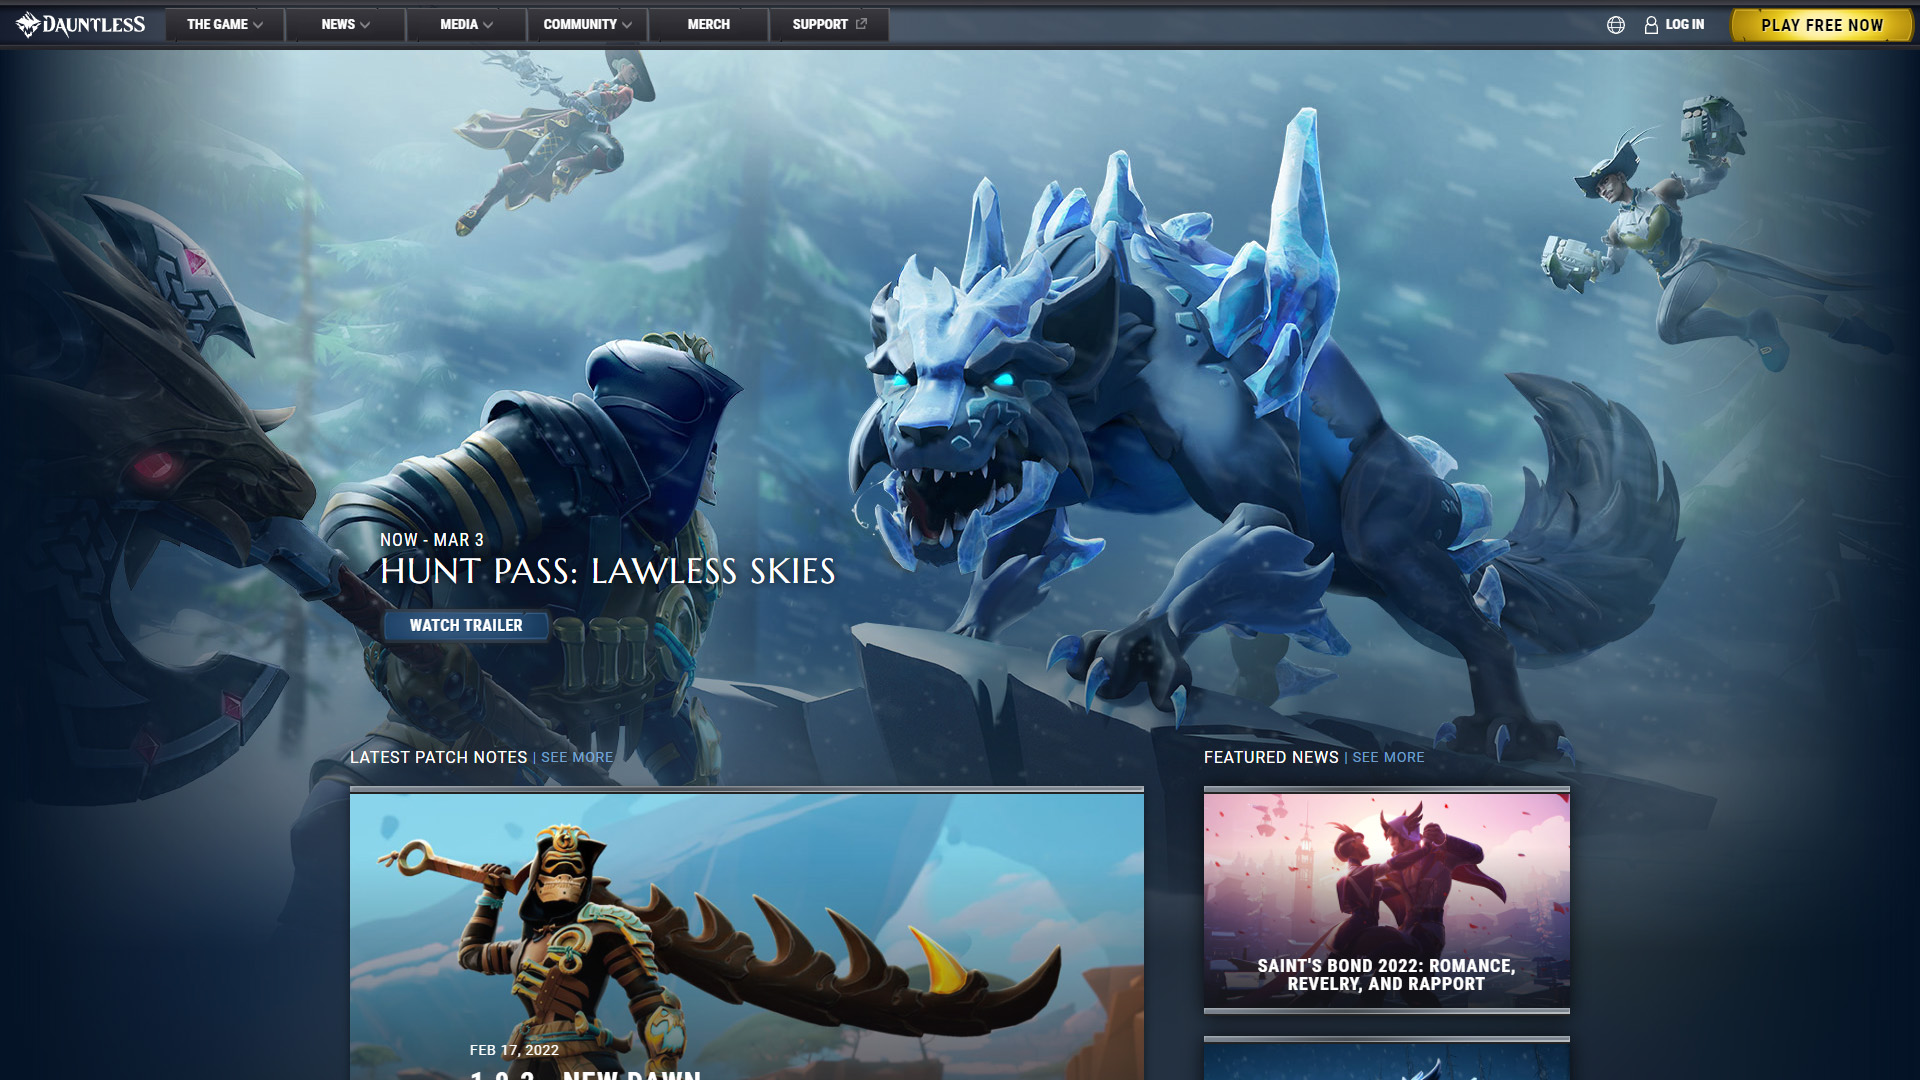 DAUNTLESS
THE GAME
NEWS
MEDIA
COMMUNITY
MERCH
SUPPORT
LOG IN
PLAY FREE NOW
NOW - MAR 3
HUNT PASS: LAWLESS SKIES
WATCH TRAILER
LATEST PATCH NOTES | SEE MORE
FEATURED NEWS | SEE MORE
SAINT'S BOND 2022: ROMANCE,
REVELRY, AND RAPPORT
FEB 17, 2022
NEW DAWN